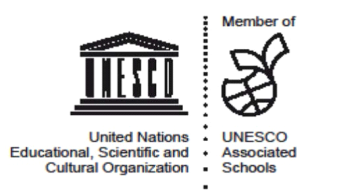 UNESCO
United Nations
Educational, Scientific and
Cultural Organization
Member of
UNESCO
Associated
Schools